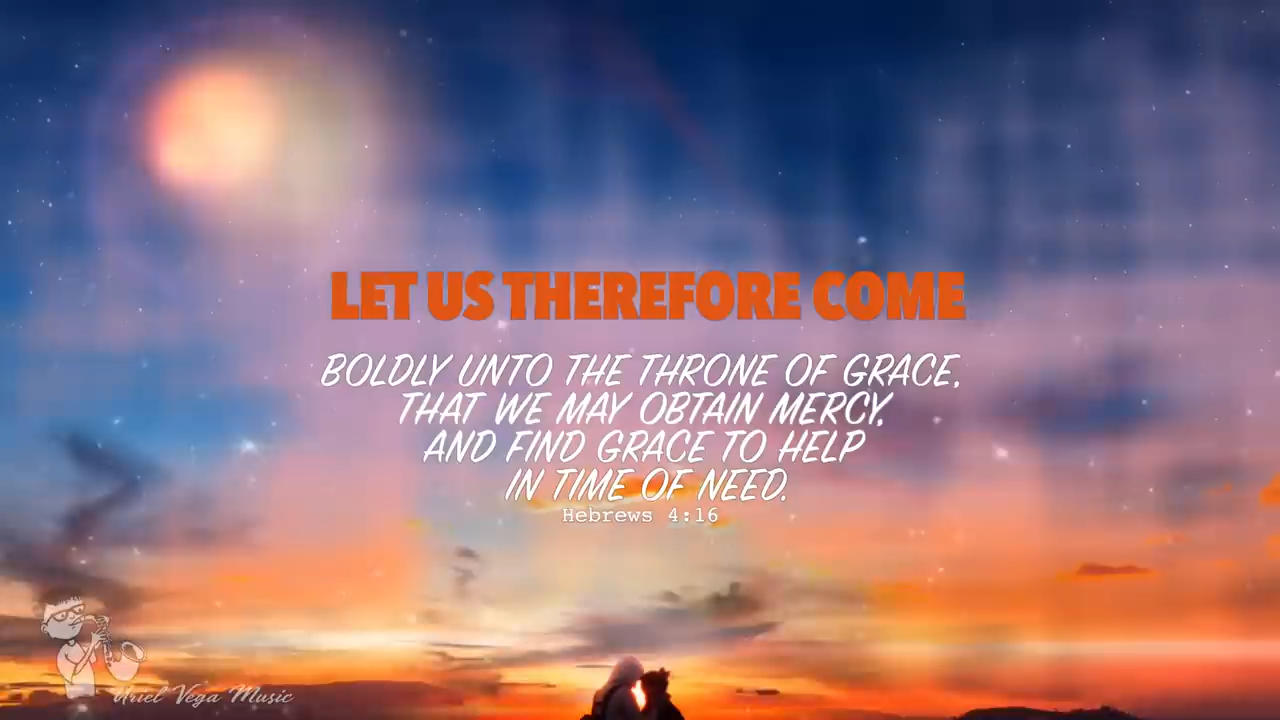 LET US THEREFORE COME
BOLDLY UNTO THE THRONE OF GRACE,
THAT WE MAY OBTAIN MERCY,
AND FIND GRACE TO HELP
IN TIME OF NEED.
Hebrews 4:16
Ariel Vega Music